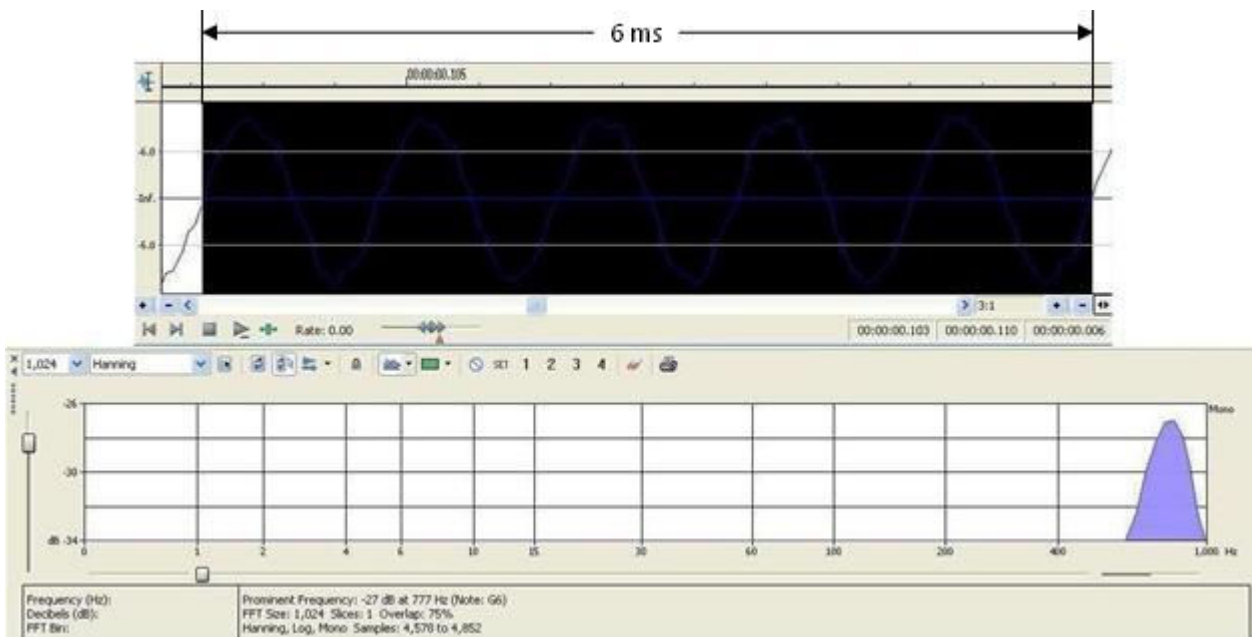 6 ms
00:00:00.105
-6.0
-Inf.
-6.0
3:1
Rate: 0.00
00:00:00.103 00:00:00.110 00:00:00.006
1,024 Hanning SET 1 2 3 4
-26
Mono
-30
dB -34
0 1 2 4 6 10 15 30 60 100 200 400 1,000 Hz
Frequency (Hz): Prominent Frequency: -27 dB at 777 Hz (Note: G6)
Decibels (dB): FFT Size: 1,024 Slices: 1 Overlap: 75%
FFT Bin: Hanning, Log, Mono Samples: 4,578 to 4,852